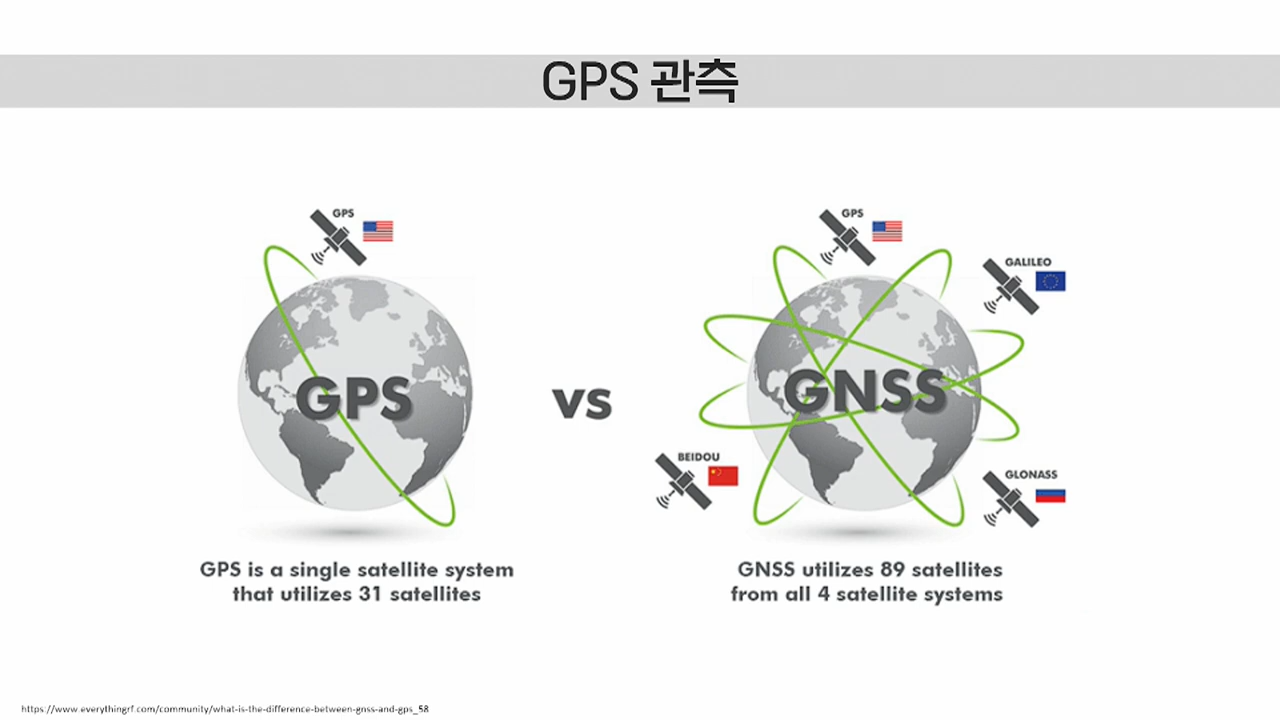 GPS 관측
GPS
GPS
VS
GPS
GALILEO
GNSS
BEIDOU
GLONASS
GPS is a single satellite system
that utilizes 31 satellites
GNSS utilizes 89 satellites
from all 4 satellite systems
https://www.everythingrf.com/community/what-is-the-difference-between-gnss-and-gps_58